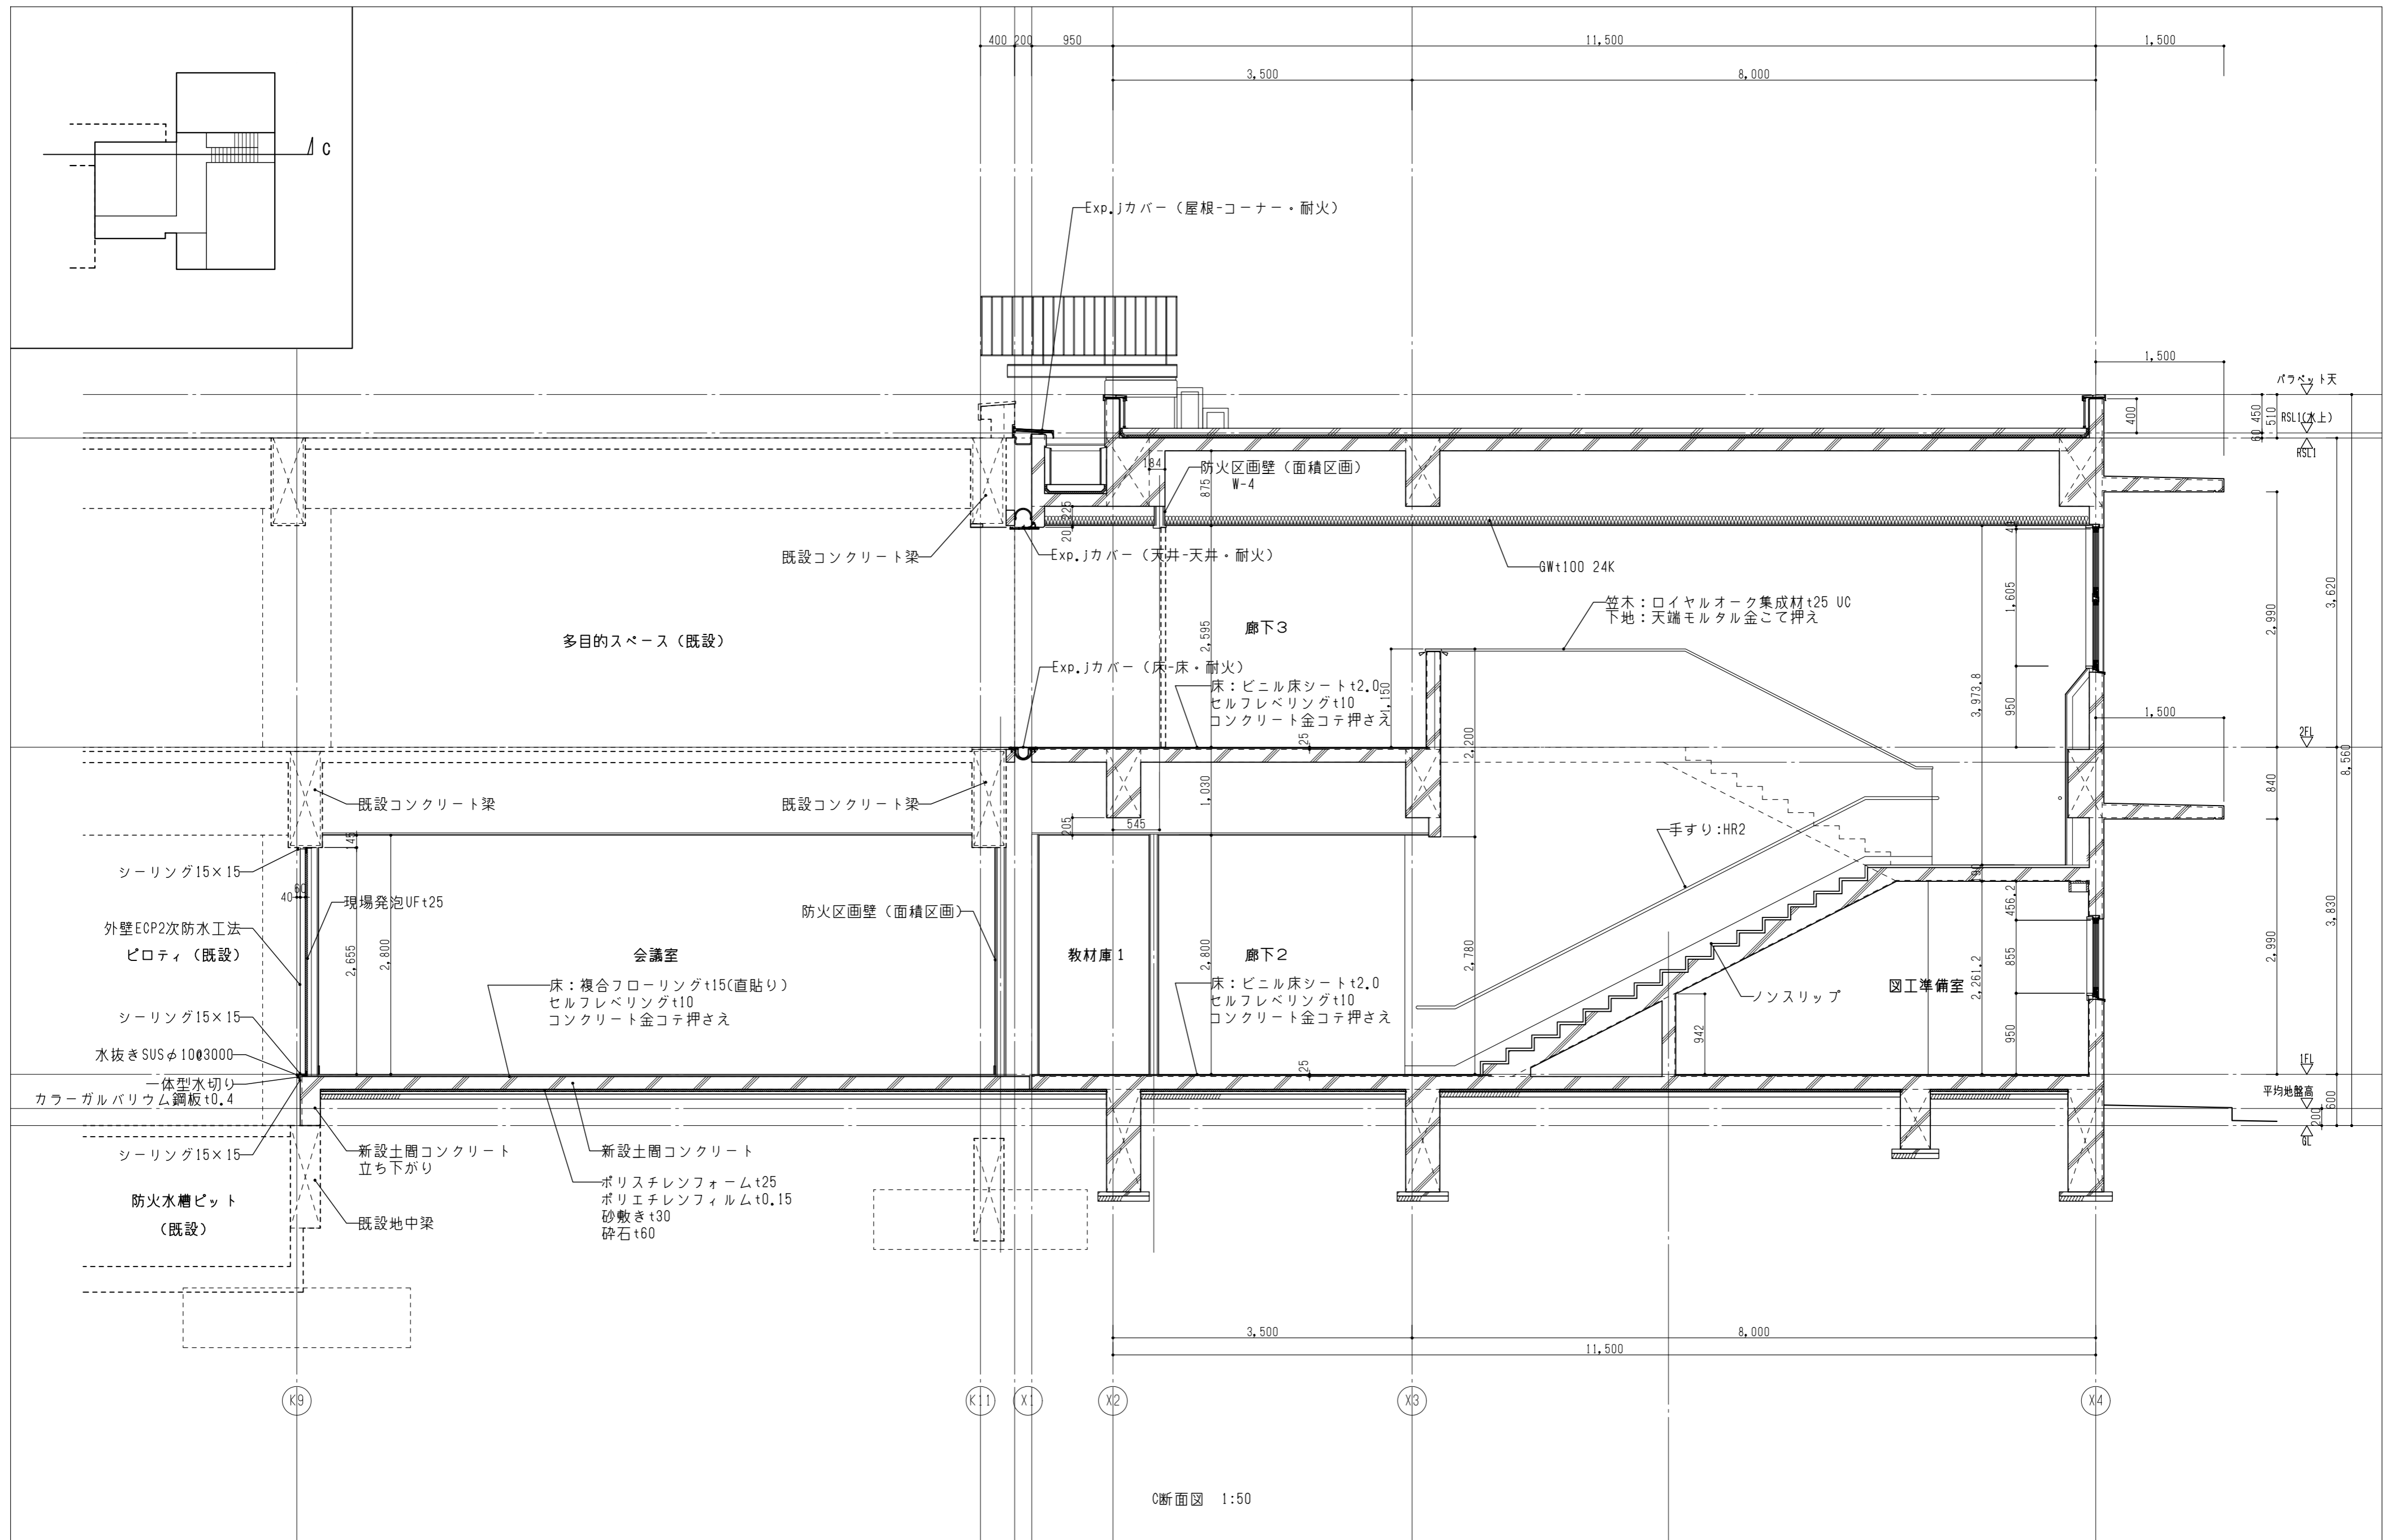 400 200 950 11,500 1,500
3,500 8,000
C
Exp.jカバー（屋根-コーナー・耐火）
1,500
パラペット天
RSL1(水上)
RSL1
400
450
60
510
184
防火区画壁（面積区画）
W-4
875
225
20
既設コンクリート梁
Exp.jカバー（天井-天井・耐火）
GWt100 24K
笠木：ロイヤルオーク集成材t25 UC
下地：天端モルタル金こて押え
多目的スペース（既設）
2,595
廊下3
1,605
3,620
2,990
Exp.jカバー（床-床・耐火）
床：ビニル床シートt2.0
セルフレベリングt10
コンクリート金コテ押さえ
1,150
25
2,200
3,973.8
950
1,500
2FL
8,560
既設コンクリート梁
既設コンクリート梁
1,030
840
205
545
145
手すり:HR2
シーリング15×15
60
40
現場発泡UFt25
防火区画壁（面積区画）
190
456.2
3,830
外壁ECP2次防水工法
ピロティ（既設）
2,655
2,800
会議室
教材庫1
2,800
廊下2
2,780
855
2,261.2
2,990
床：複合フローリングt15(直貼り)
セルフレベリングt10
コンクリート金コテ押さえ
床：ビニル床シートt2.0
セルフレベリングt10
コンクリート金コテ押さえ
ノンスリップ
図工準備室
シーリング15×15
942
950
水抜きSUSφ10@3000
25
1FL
一体型水切り
カラーガルバリウム鋼板t0.4
平均地盤高
600
200
GL
シーリング15×15
新設土間コンクリート
立ち下がり
新設土間コンクリート
ポリスチレンフォームt25
ポリエチレンフィルムt0.15
砂敷きt30
砕石t60
防火水槽ピット
（既設）
既設地中梁
3,500 8,000
11,500
K9 K11 X1 X2 X3 X4
C断面図 1:50